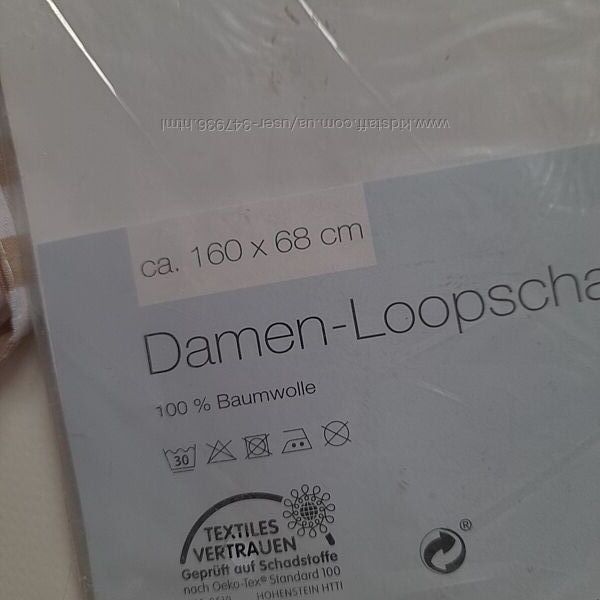 www.kidstaff.com.ua/user-347936.html
ca. 160 x 68 cm
Damen-Loopscha
100 % Baumwolle
30
TEXTILES
VERTRAUEN
Geprüft auf Schadstoffe
nach Oeko-Tex® Standard 100
HOHENSTEIN HTTI
®